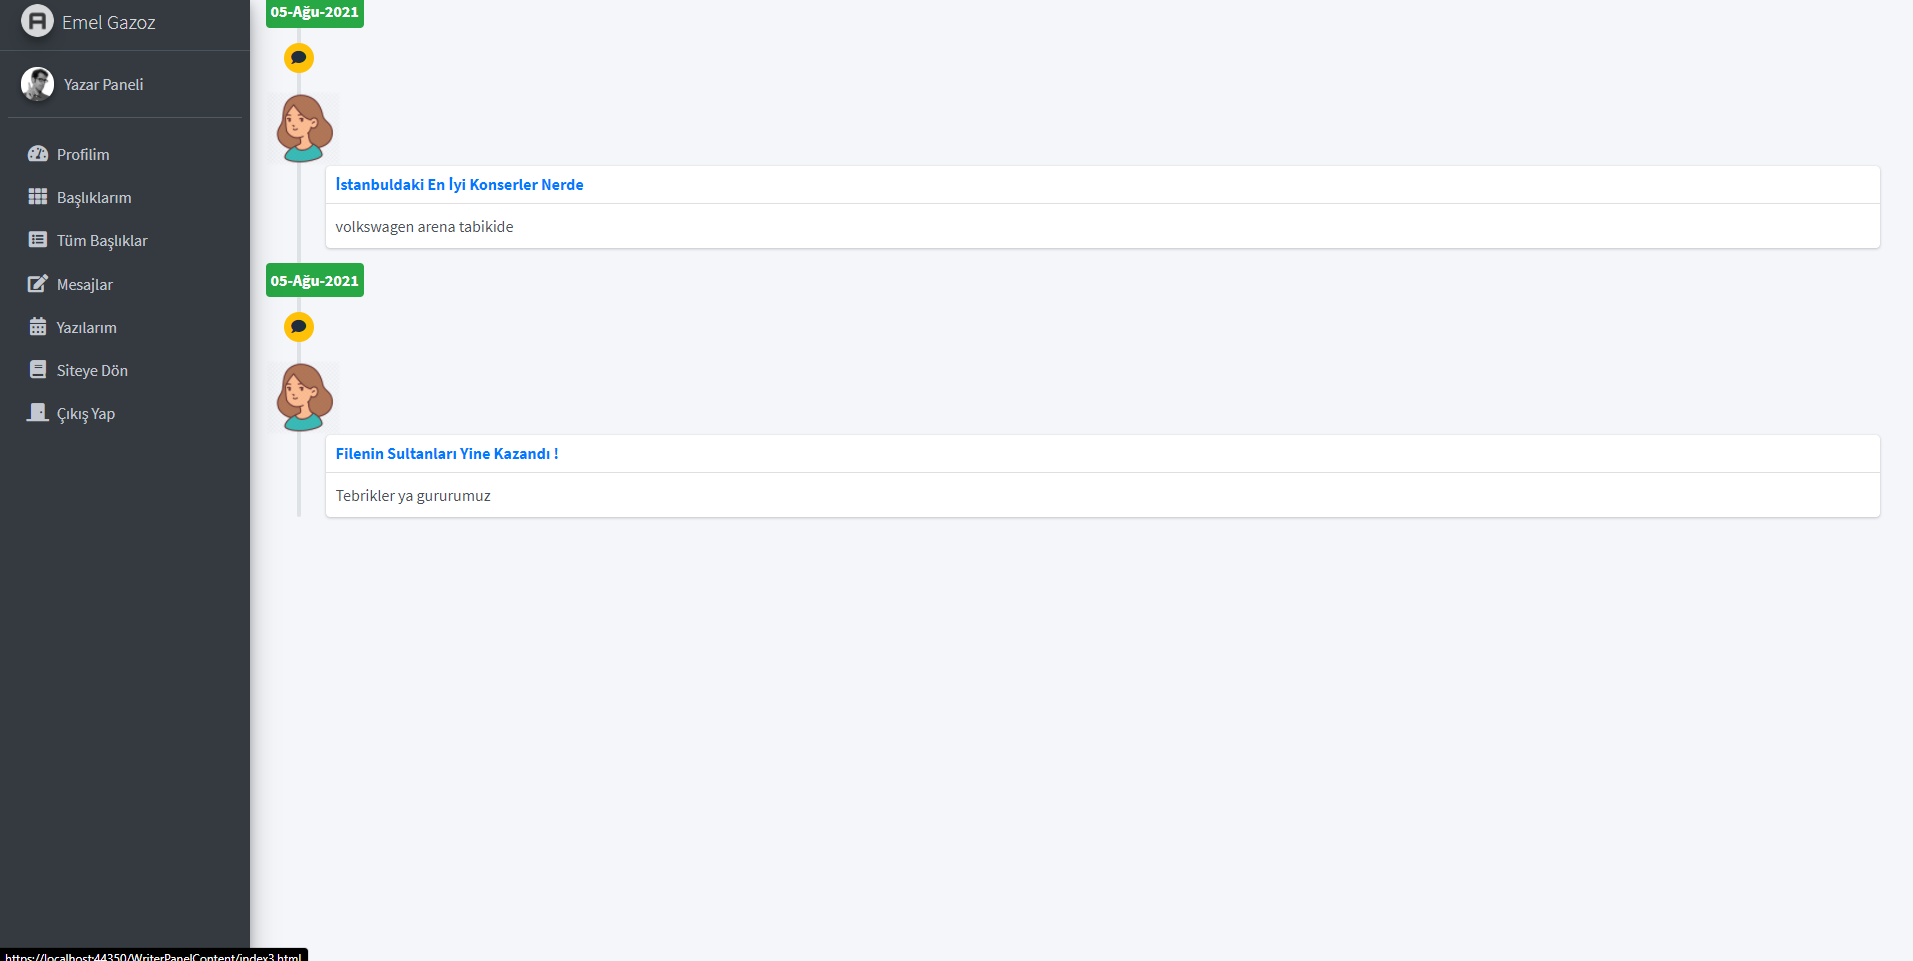 Emel Gazoz
Yazar Paneli
Profilim
Başlıklarım
Tüm Başlıklar
Mesajlar
Yazılarım
Siteye Dön
Çıkış Yap
05-Ağu-2021
İstanbuldaki En İyi Konserler Nerde
volkswagen arena tabikide
05-Ağu-2021
Filenin Sultanları Yine Kazandı !
Tebrikler ya gururumuz
https://localhost:44350/WriterPanelContent/index3.html